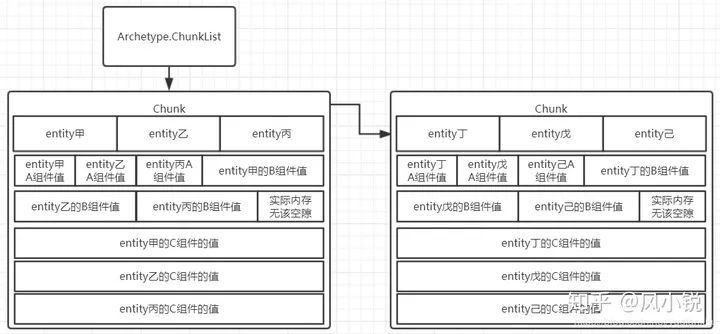 Archetype.ChunkList
Chunk
entity甲
entity乙
entity丙
entity甲
A组件值
entity乙
A组件值
entity丙A
组件值
entity甲的B组件值
entity乙的B组件值
entity丙的B组件值
实际内存
无该空隙
entity甲的C组件的值
entity乙的C组件的值
entity丙的C组件的值
Chunk
entity丁
entity戊
entity己
entity丁
A组件值
entity戊
A组件值
entity己A
组件值
entity丁的B组件值
entity戊的B组件值
entity己的B组件值
实际内存
无该空隙
entity丁的C组件的值
entity戊的C组件的值
entity己的C组件的值
知乎 @风小锐